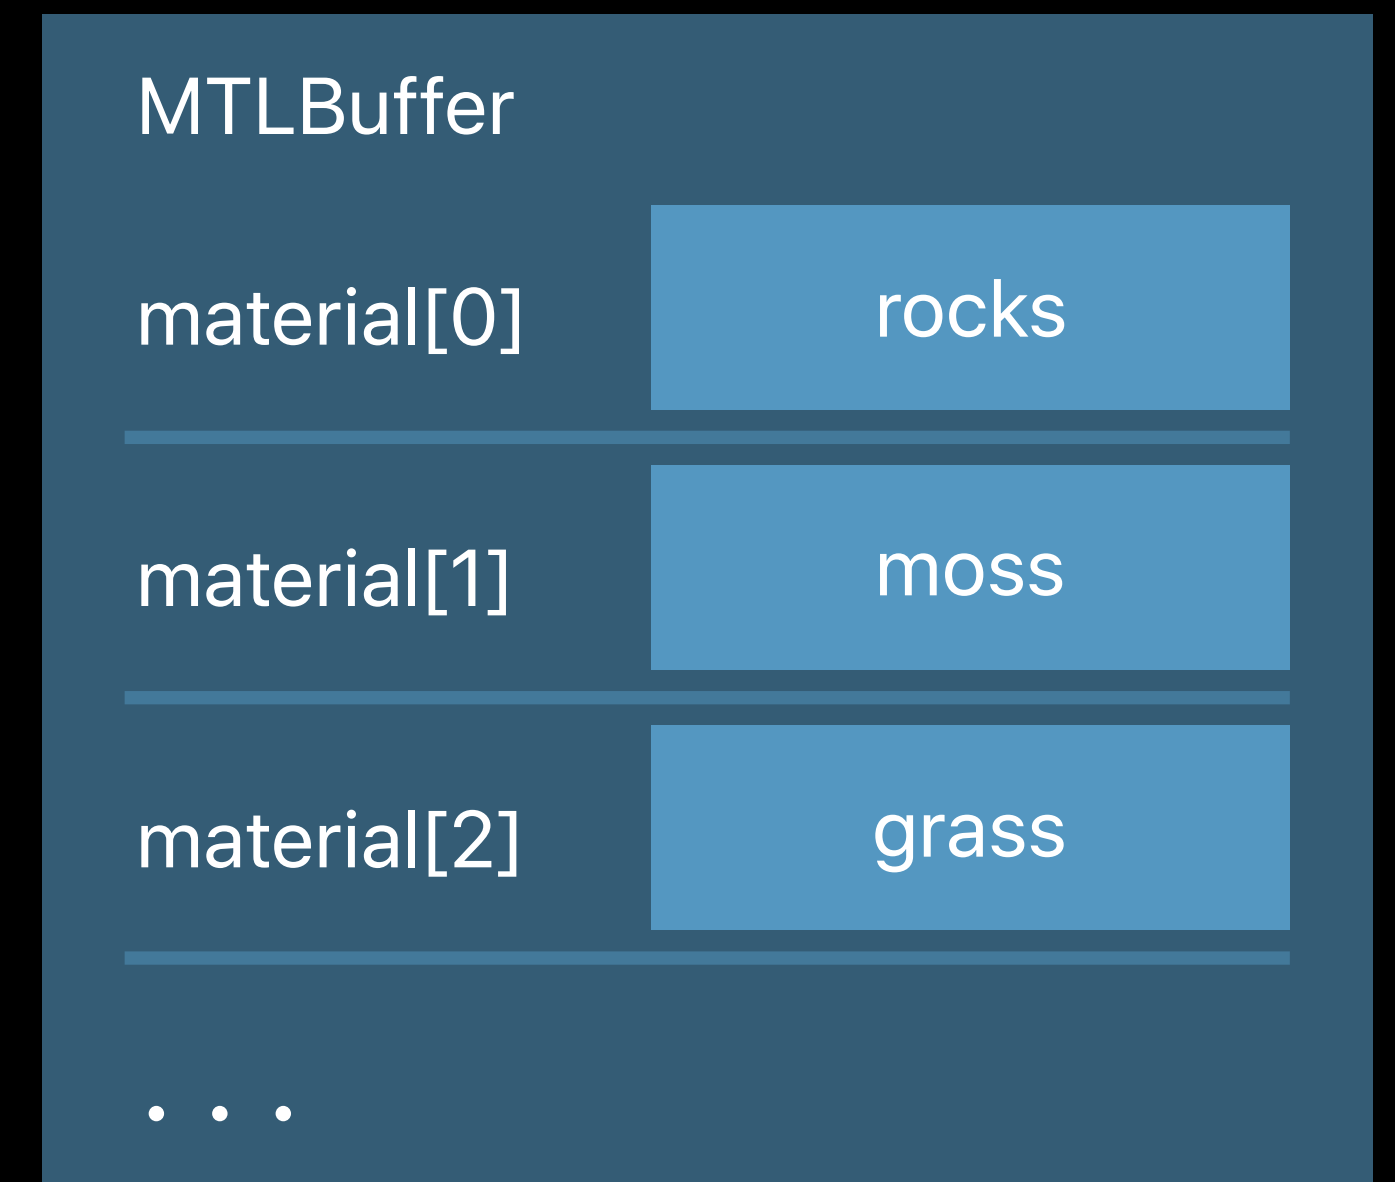 MTLBuffer
material[0] rocks
material[1] moss
material[2] grass
...